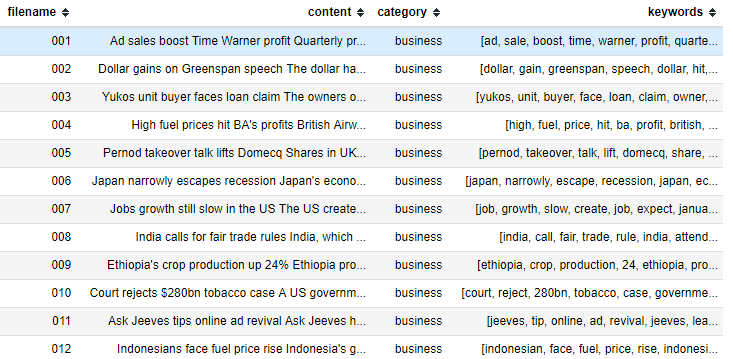 filename content category keywords
001 Ad sales boost Time Warner profit Quarterly pr... business [ad, sale, boost, time, warner, profit, quarte...
002 Dollar gains on Greenspan speech The dollar ha... business [dollar, gain, greenspan, speech, dollar, hit,...
003 Yukos unit buyer faces loan claim The owners o... business [yukos, unit, buyer, face, loan, claim, owner,...
004 High fuel prices hit BA's profits British Airw... business [high, fuel, price, hit, ba, profit, british, ...
005 Pernod takeover talk lifts Domecq Shares in UK... business [pernod, takeover, talk, lift, domecq, share, ...
006 Japan narrowly escapes recession Japan's econo... business [japan, narrowly, escape, recession, japan, ec...
007 Jobs growth still slow in the US The US create... business [job, growth, slow, create, job, expect, janua...
008 India calls for fair trade rules India, which ... business [india, call, fair, trade, rule, india, attend...
009 Ethiopia's crop production up 24% Ethiopia pro... business [ethiopia, crop, production, 24, ethiopia, pro...
010 Court rejects $280bn tobacco case A US governm... business [court, reject, 280bn, tobacco, case, governme...
011 Ask Jeeves tips online ad revival Ask Jeeves h... business [jeeves, tip, online, ad, revival, jeeves, lea...
012 Indonesians face fuel price rise Indonesia's g... business [indonesian, face, fuel, price, rise, indonesi...